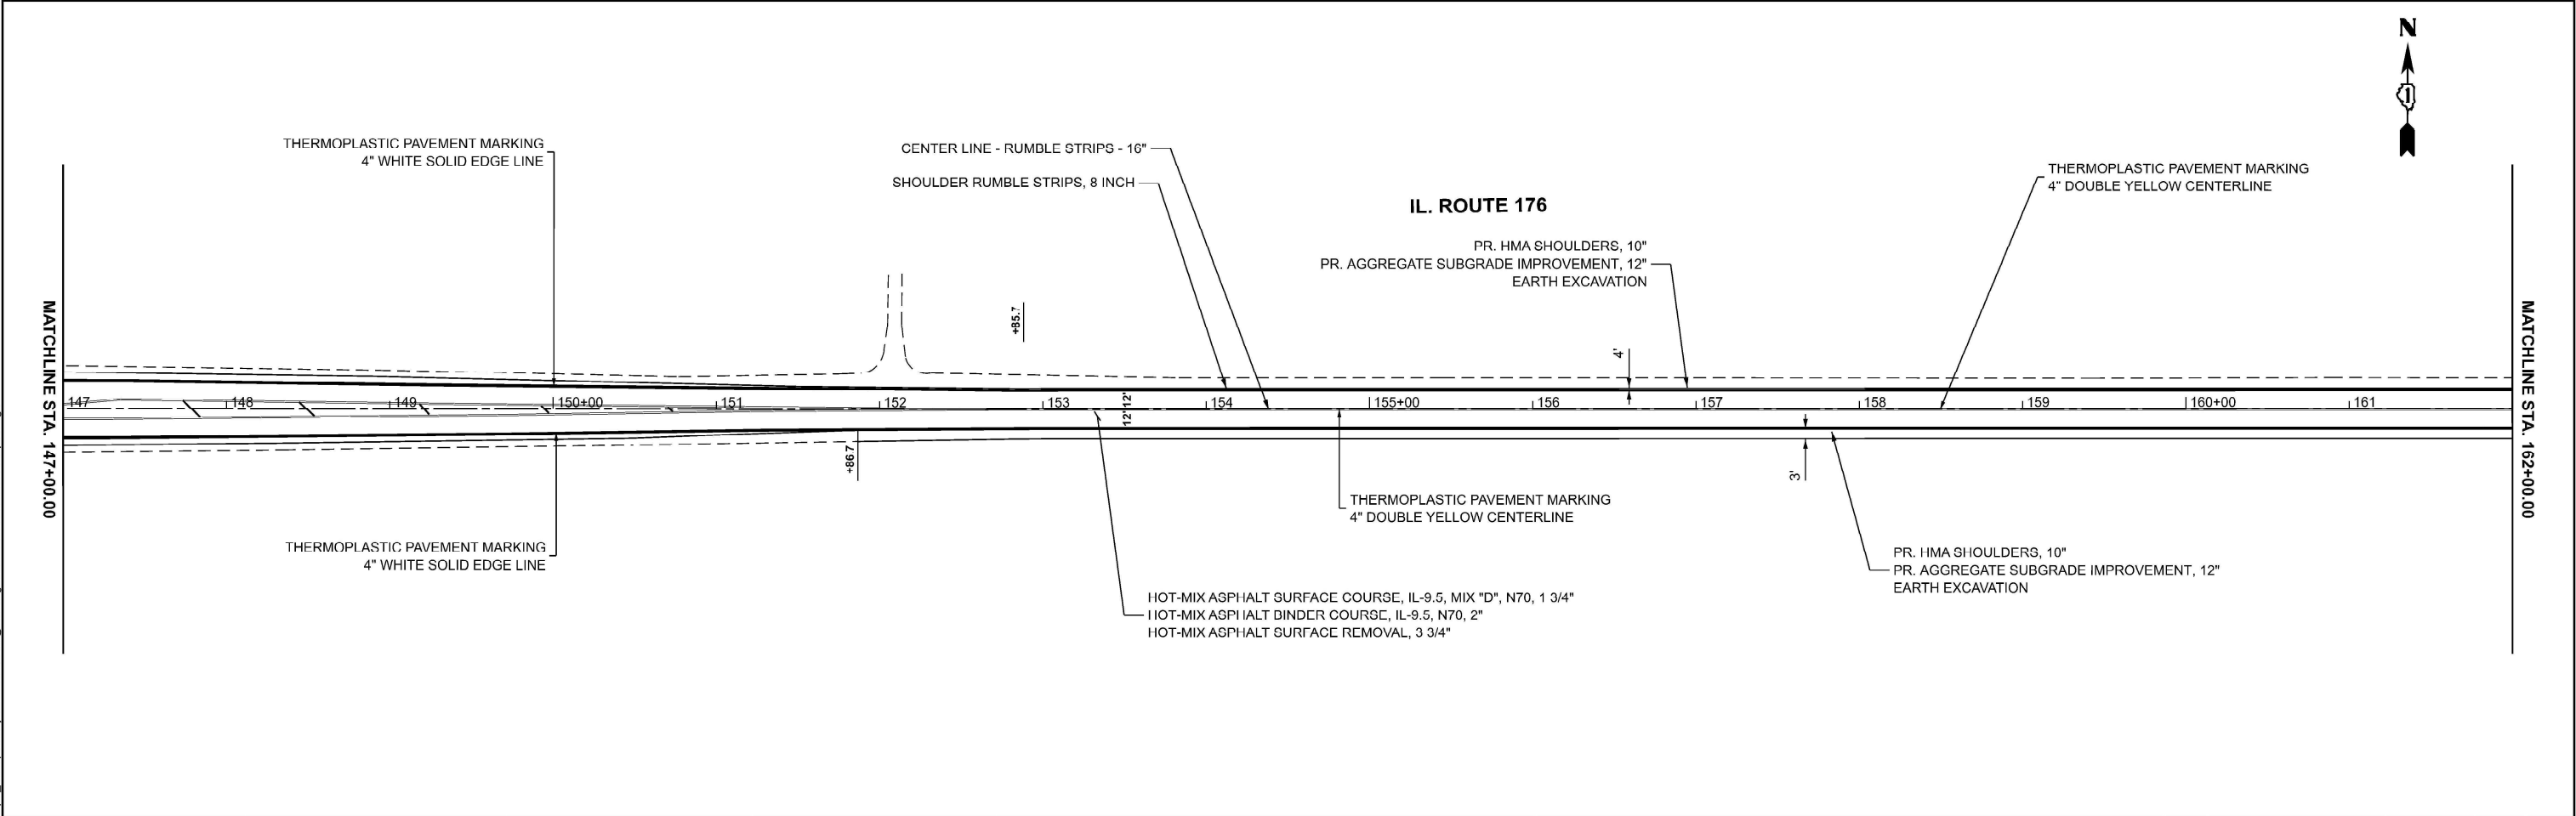 N
1
THERMOPLASTIC PAVEMENT MARKING
4" WHITE SOLID EDGE LINE
CENTER LINE - RUMBLE STRIPS - 16"
SHOULDER RUMBLE STRIPS, 8 INCH
IL. ROUTE 176
THERMOPLASTIC PAVEMENT MARKING
4" DOUBLE YELLOW CENTERLINE
PR. HMA SHOULDERS, 10"
PR. AGGREGATE SUBGRADE IMPROVEMENT, 12"
EARTH EXCAVATION
MATCHLINE STA. 147+00.00
+85.7
4'
MATCHLINE STA. 162+00.00
147
148
149
150+00
151
152
153
154
155+00
156
157
158
159
160+00
161
12'
12'
+86.7
3'
THERMOPLASTIC PAVEMENT MARKING
4" DOUBLE YELLOW CENTERLINE
THERMOPLASTIC PAVEMENT MARKING
4" WHITE SOLID EDGE LINE
PR. HMA SHOULDERS, 10"
PR. AGGREGATE SUBGRADE IMPROVEMENT, 12"
EARTH EXCAVATION
HOT-MIX ASPHALT SURFACE COURSE, IL-9.5, MIX "D", N70, 1 3/4"
HOT-MIX ASPHALT BINDER COURSE, IL-9.5, N70, 2"
HOT-MIX ASPHALT SURFACE REMOVAL, 3 3/4"